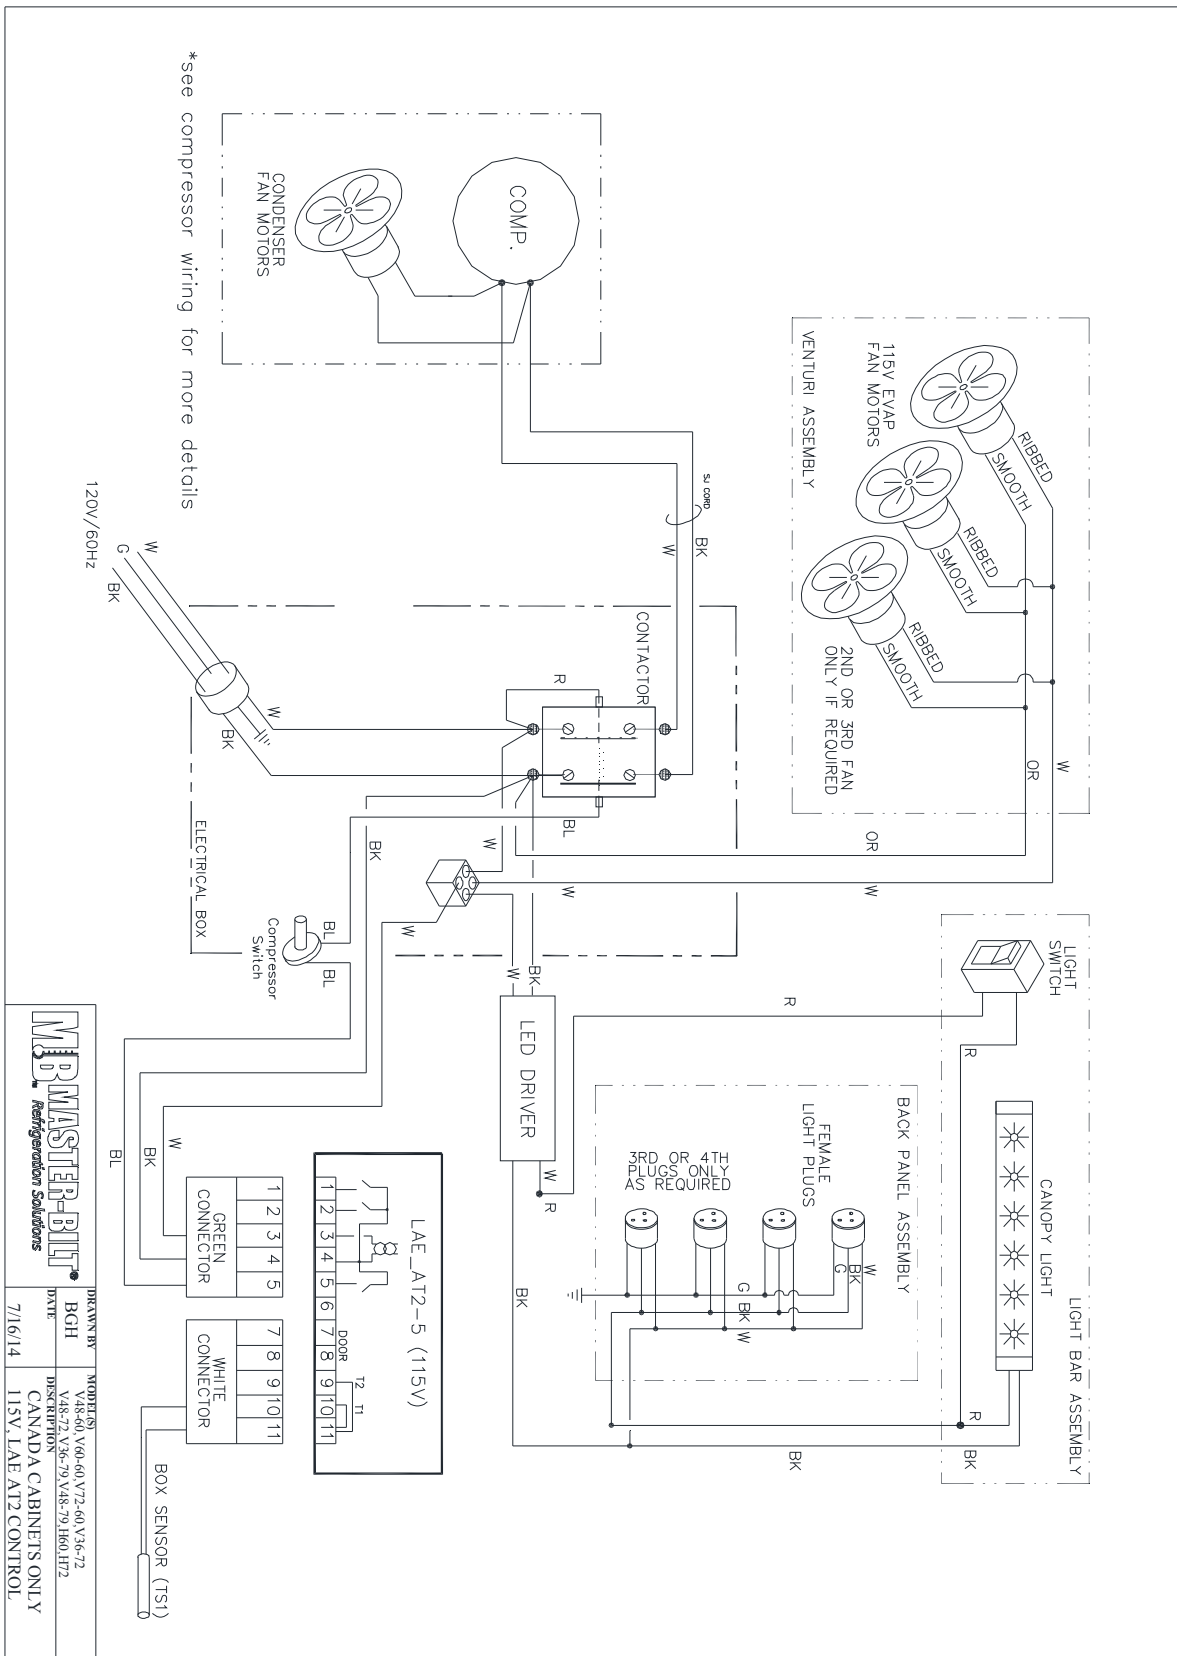 *see compressor wiring for more details
CONDENSER
FAN MOTORS
COMP.
VENTURI ASSEMBLY
115V EVAP
FAN MOTORS
RIBBED
SMOOTH
RIBBED
SMOOTH
RIBBED
SMOOTH
2ND OR 3RD FAN
ONLY IF REQUIRED
OR
W
SJ CORD
BK
W
120V/60Hz
W
G
BK
W
BK
CONTACTOR
R
BL
W
BK
OR
W
W
W
ELECTRICAL BOX
BL
BL
Compressor
Switch
W
BK
LED DRIVER
W
R
BK
R
LIGHT
SWITCH
R
CANOPY LIGHT
LIGHT BAR ASSEMBLY
R
BK
BK
BACK PANEL ASSEMBLY
FEMALE
LIGHT PLUGS
3RD OR 4TH
PLUGS ONLY
AS REQUIRED
W
BK
G
G
BK
W
W
BK
BL
LAE_AT2-5 (115V)
1 2 3 4 5 6 7 8 9 10 11
DOOR
T2
T1
1 2 3 4 5
GREEN
CONNECTOR
7 8 9 10 11
WHITE
CONNECTOR
BOX SENSOR (TS1)
MB MASTER-BILT®
TM Refrigeration Solutions
DRAWN BY
BGH
DATE
7/16/14
MODEL(S)
V48-60,V60-60,V72-60,V36-72
V48-72,V36-79,V48-79,H60,H72
DESCRIPTION
CANADA CABINETS ONLY
115V, LAE AT2 CONTROL